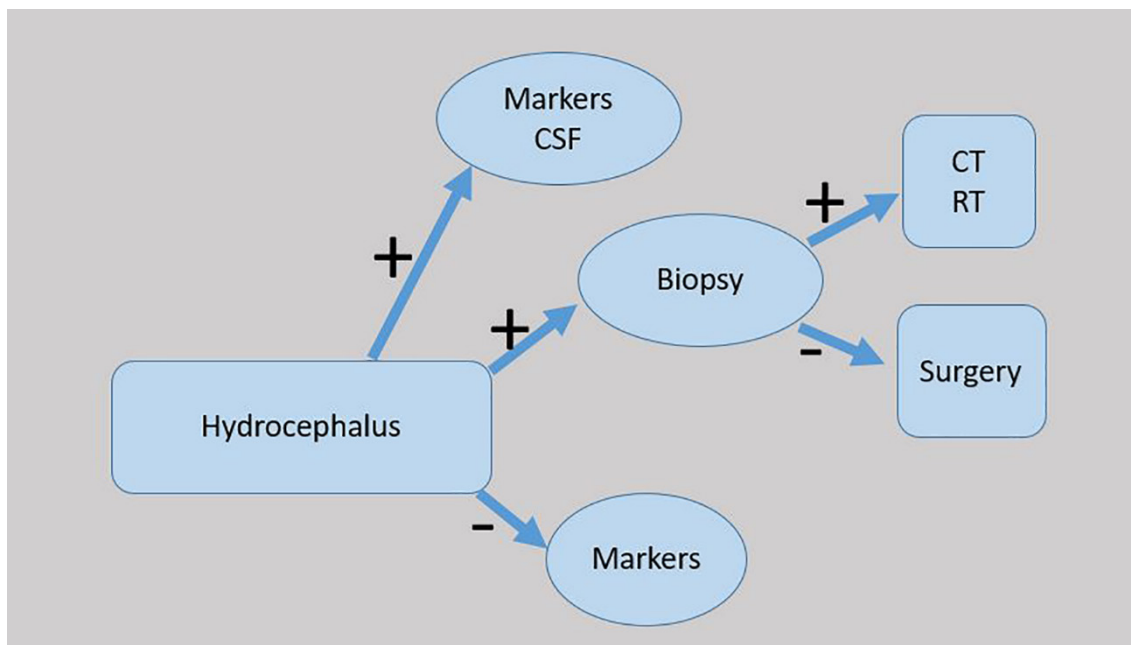 Markers
CSF
+
+
Biopsy
+
CT
RT
-
Surgery
Hydrocephalus
-
Markers